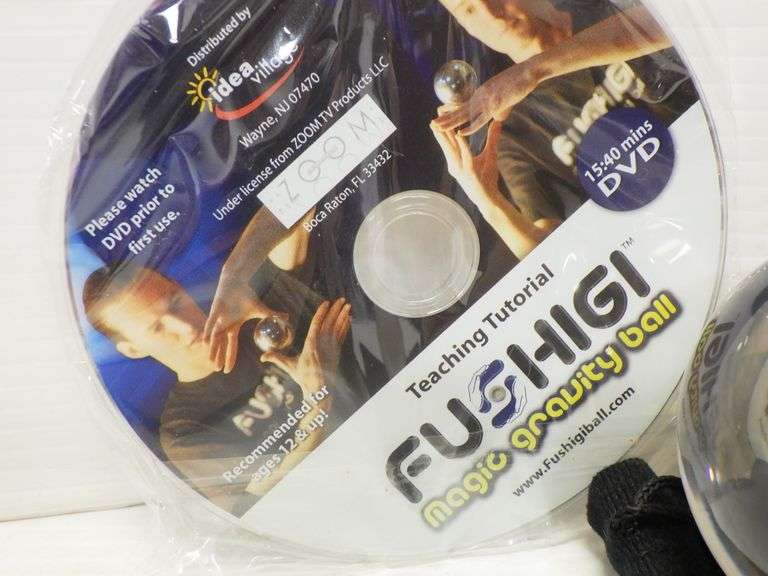 Distributed by
idea
village
Wayne, NJ 07470
Under license from ZOOM TV Products LLC
ZOOM
Boca Raton, FL 33432
Please watch
DVD prior to
first use.
FUSHIGI
15:40 mins
DVD
FUSHI
Recommended for
ages 12 & up!
Teaching Tutorial
FUSHIGI™
magic gravity ball
www.Fushigiball.com